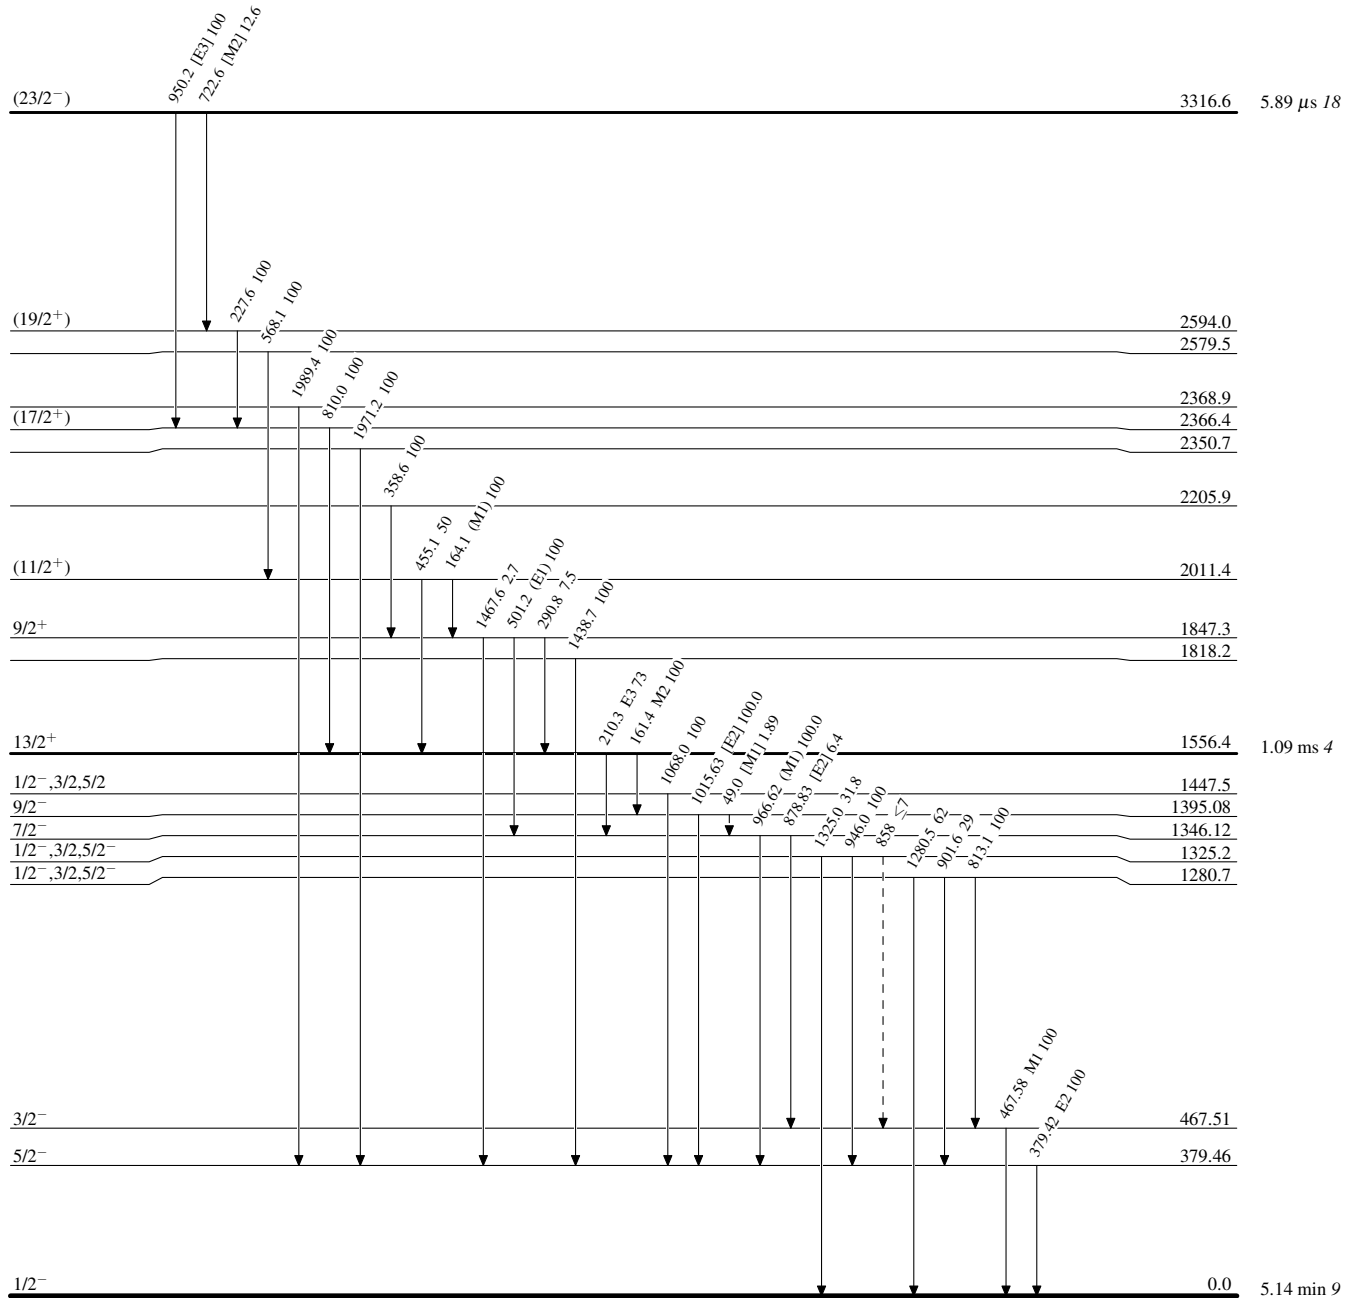 950.2 [E3] 100
722.6 [M2] 12.6
(23/2−) 3316.6 5.89 μs 18
227.6 100
568.1 100
(19/2+) 2594.0
2579.5
1989.4 100
810.0 100
1971.2 100
2368.9
(17/2+) 2366.4
2350.7
358.6 100
2205.9
455.1 50
164.1 (M1) 100
(11/2+) 2011.4
1467.6 2.7
501.2 (E1) 100
290.8 7.5
1438.7 100
9/2+ 1847.3
1818.2
210.3 E3 73
161.4 M2 100
13/2+ 1556.4 1.09 ms 4
1068.0 100
1015.63 [E2] 100.0
49.0 [M1] 1.89
966.62 (M1) 100.0
878.83 [E2] 6.4
1/2−,3/2,5/2 1447.5
9/2− 1395.08
7/2− 1346.12
1325.0 31.8
946.0 100
858 ≤7
1280.5 62
901.6 29
813.1 100
1/2−,3/2,5/2− 1325.2
1/2−,3/2,5/2− 1280.7
467.58 M1 100
379.42 E2 100
3/2− 467.51
5/2− 379.46
1/2− 0.0 5.14 min 9